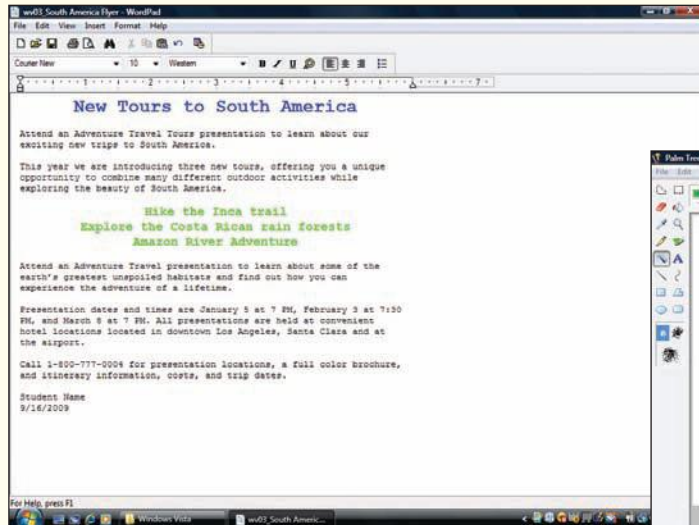 wv03_South America Flyer - WordPad
File Edit View Insert Format Help
Courier New 10 Western B I U
1 2 3 4 5 7
New Tours to South America
Attend an Adventure Travel Tours presentation to learn about our
exciting new trips to South America.
This year we are introducing three new tours, offering you a unique
opportunity to combine many different outdoor activities while
exploring the beauty of South America.
Hike the Inca trail
Explore the Costa Rican rain forests
Amazon River Adventure
Attend an Adventure Travel presentation to learn about some of the
earth's greatest unspoiled habitats and find out how you can
experience the adventure of a lifetime.
Presentation dates and times are January 5 at 7 PM, February 3 at 7:30
PM, and March 8 at 7 PM. All presentations are held at convenient
hotel locations located in downtown Los Angeles, Santa Clara and at
the airport.
Call 1-800-777-0004 for presentation locations, a full color brochure,
and itinerary information, costs, and trip dates.
Student Name
9/16/2009
For Help, press F1
Windows Vista wv03_South Americ...
Palm Tree
File Edit
A